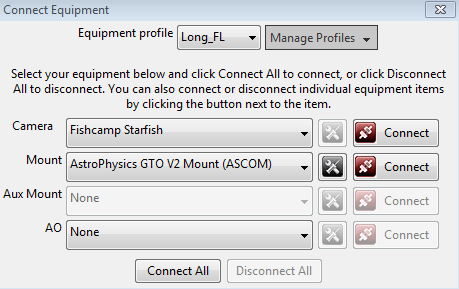 Connect Equipment
Equipment profile Long_FL Manage Profiles
Select your equipment below and click Connect All to connect, or click Disconnect
All to disconnect. You can also connect or disconnect individual equipment items
by clicking the button next to the item.
Camera Fishcamp Starfish Connect
Mount AstroPhysics GTO V2 Mount (ASCOM) Connect
Aux Mount None Connect
AO None Connect
Connect All Disconnect All